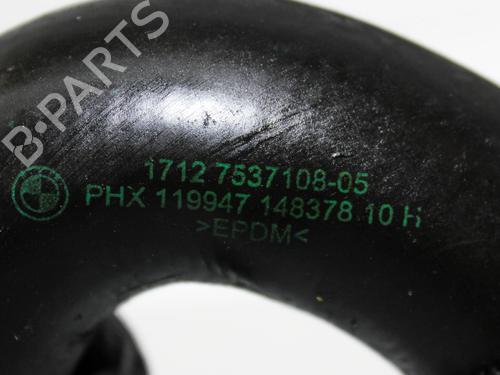 B-PARTS
1712 7537108-05
PHX 119947 148378 10 H
>EPDM<